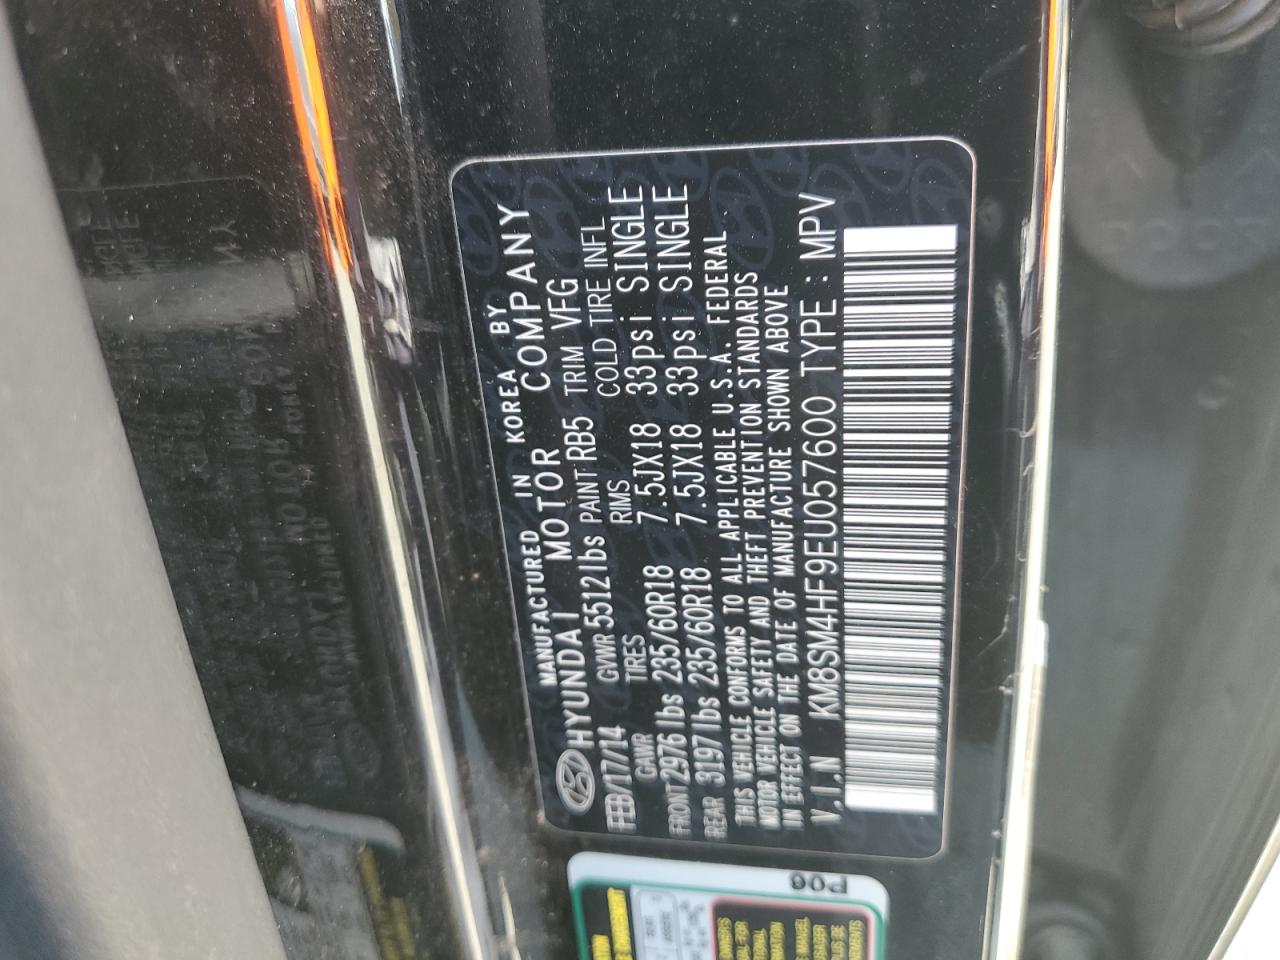 MANUFACTURED IN KOREA BY
HYUNDAI MOTOR COMPANY
FEB/17/14 GVWR 5512lbs PAINT RB5 TRIM VFG
GAWR TIRES RIMS COLD TIRE INFL
FRONT 2976lbs 235/60R18 7.5JX18 33psi SINGLE
REAR 3197lbs 235/60R18 7.5JX18 33psi SINGLE
THIS VEHICLE CONFORMS TO ALL APPLICABLE U.S.A. FEDERAL
MOTOR VEHICLE SAFETY AND THEFT PREVENTION STANDARDS
IN EFFECT ON THE DATE OF MANUFACTURE SHOWN ABOVE
V.I.N KM8SM4HF9EU057600 TYPE : MPV
P06